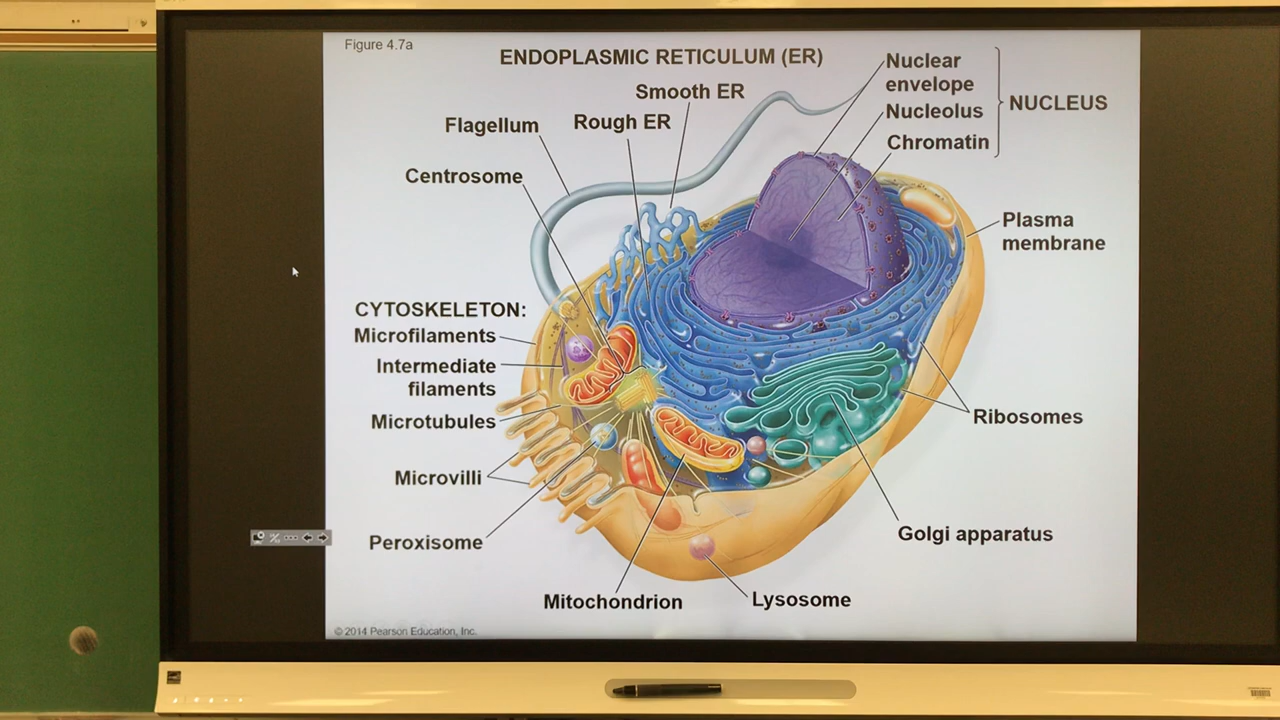 Figure 4.7a
ENDOPLASMIC RETICULUM (ER)
Smooth ER
Rough ER
Flagellum
Centrosome
Nuclear
envelope
Nucleolus
Chromatin
NUCLEUS
Plasma
membrane
CYTOSKELETON:
Microfilaments
Intermediate
filaments
Microtubules
Microvilli
Peroxisome
Ribosomes
Golgi apparatus
Mitochondrion
Lysosome
© 2014 Pearson Education, Inc.